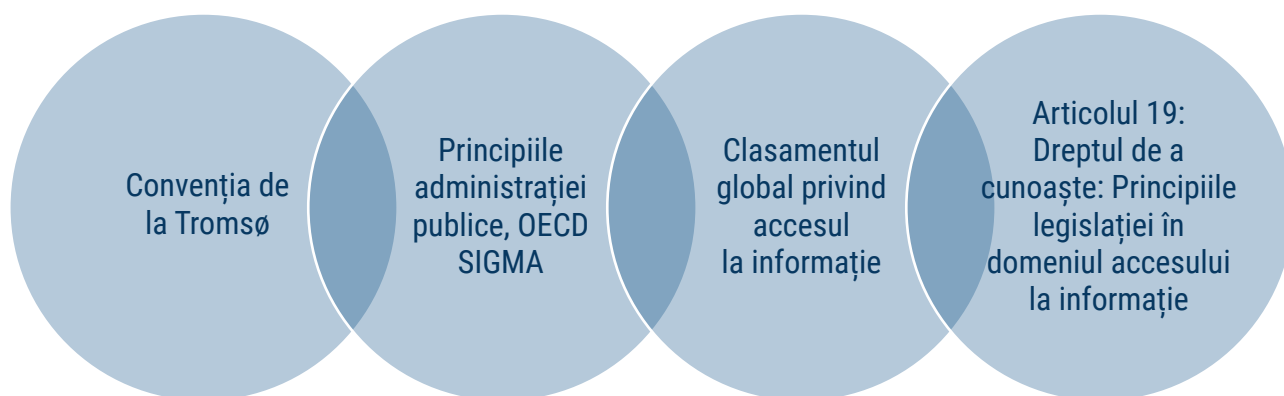 Convenția de
la Tromsø
Principiile
administrației
publice, OECD
SIGMA
Clasamentul
global privind
accesul
la informație
Articolul 19:
Dreptul de a
cunoaște: Principiile
legislației în
domeniul accesului
la informație